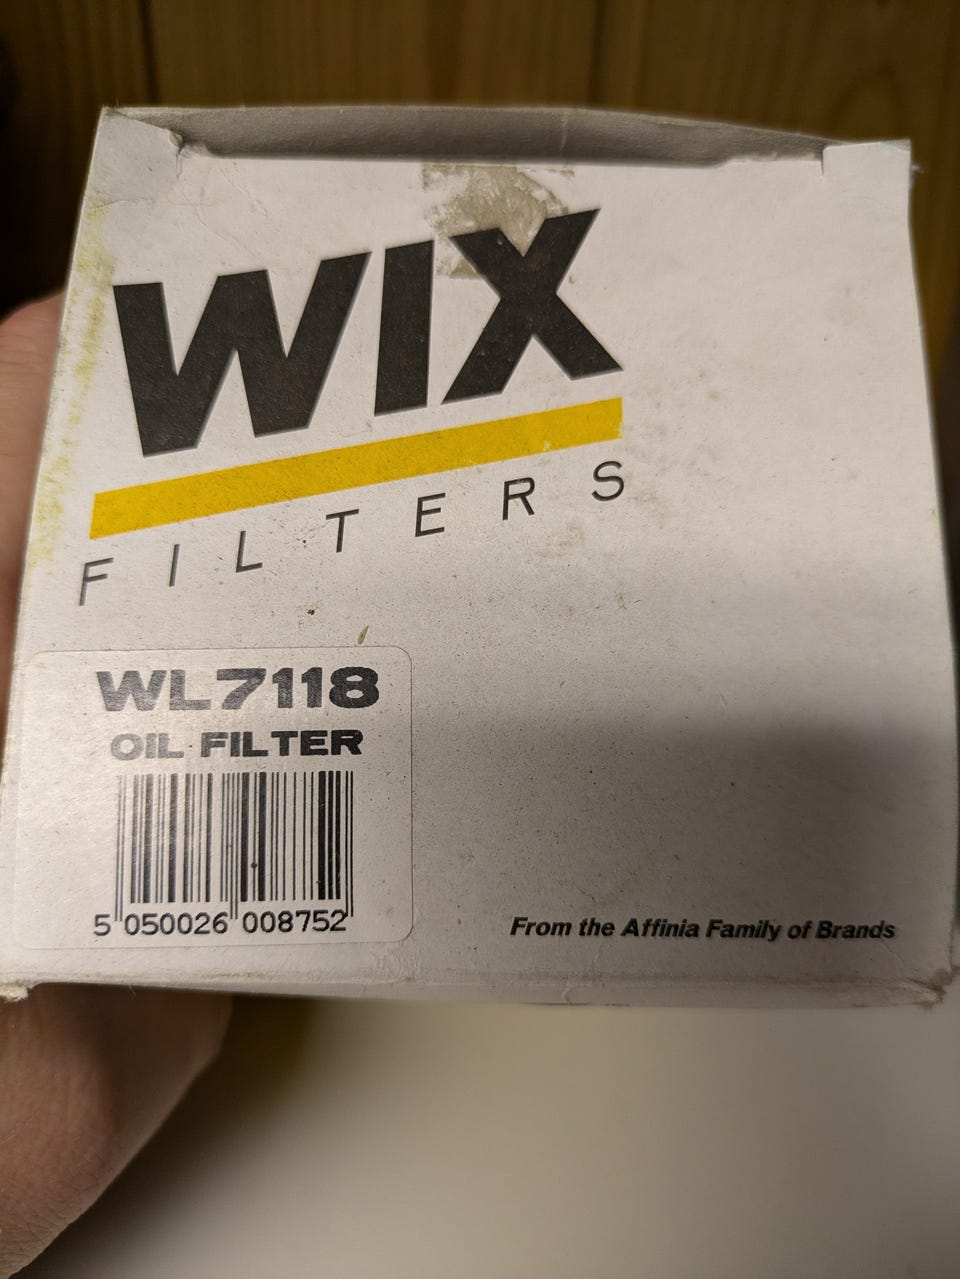 WIX
FILTERS
WL7118
OIL FILTER
5 050026 008752
From the Affinia Family of Brands